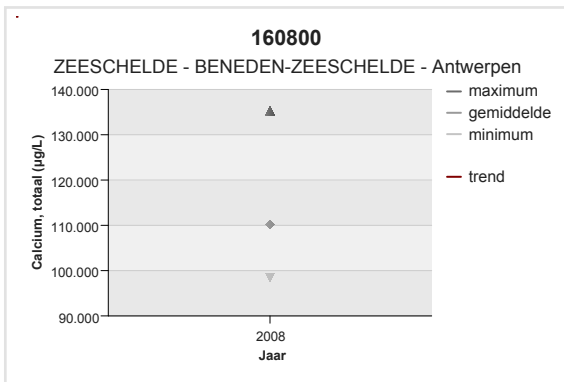 160800
ZEESCHELDE - BENEDEN-ZEESCHELDE - Antwerpen
140.000
130.000
120.000
110.000
100.000
90.000
Calcium, totaal (µg/L)
2008
Jaar
maximum
gemiddelde
minimum
trend